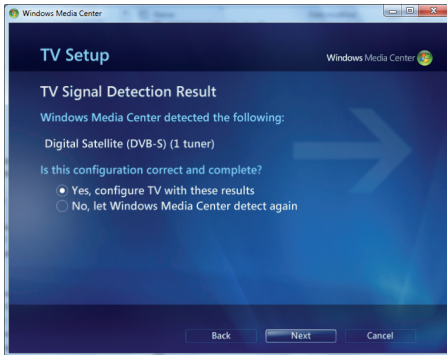 Windows Media Center
TV Setup
Windows Media Center
TV Signal Detection Result
Windows Media Center detected the following:
Digital Satellite (DVB-S) (1 tuner)
Is this configuration correct and complete?
Yes, configure TV with these results
No, let Windows Media Center detect again
Back Next Cancel